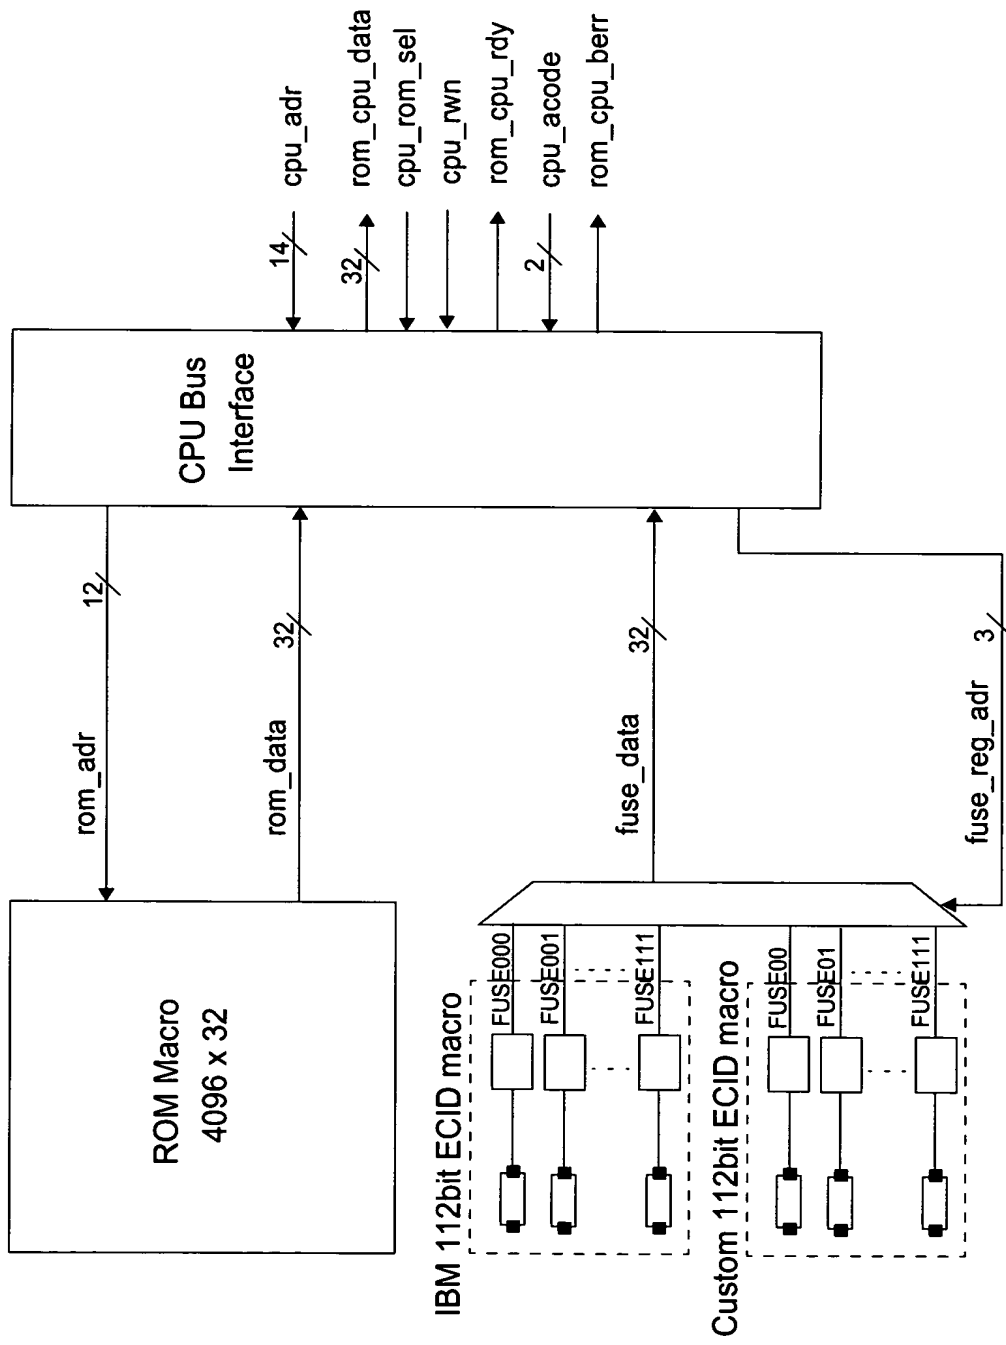 ROM Macro
4096 x 32
rom_adr
12
rom_data
32
CPU Bus
Interface
14
cpu_adr
32
rom_cpu_data
cpu_rom_sel
cpu_rwn
rom_cpu_rdy
2
cpu_acode
rom_cpu_berr
IBM 112bit ECID macro
FUSE000
FUSE001
FUSE111
Custom 112bit ECID macro
FUSE00
FUSE01
FUSE111
fuse_data
32
fuse_reg_adr
3